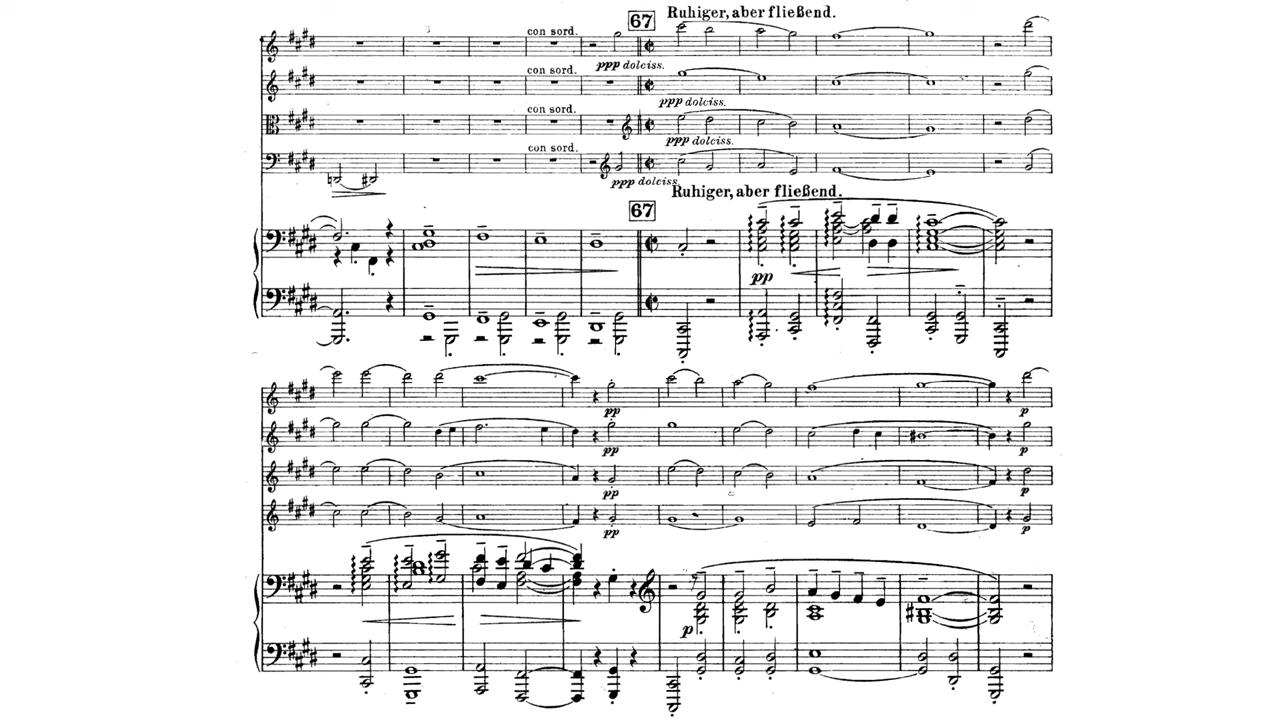 67 Ruhiger, aber fließend.
con sord.
ppp dolciss.
con sord.
ppp dolciss.
con sord.
ppp dolciss.
con sord.
ppp dolciss.
Ruhiger, aber fließend.
67
pp
pp
pp
pp
pp
p
p
p
p
p